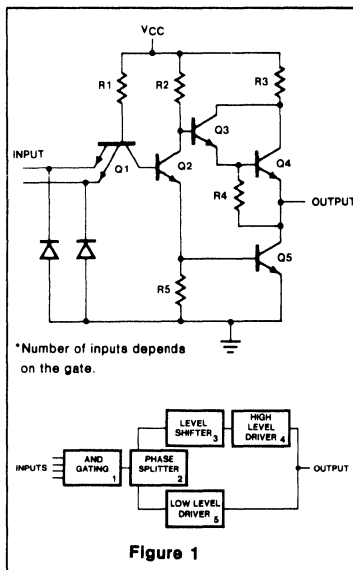 VCC
R1
R2
R3
Q3
INPUT
Q1
Q2
Q4
R4
OUTPUT
Q5
R5
*Number of inputs depends
on the gate.
LEVEL
SHIFTER 3
HIGH
LEVEL
DRIVER 4
INPUTS
AND
GATING
1
PHASE
SPLITTER
2
OUTPUT
LOW LEVEL
DRIVER 5
Figure 1